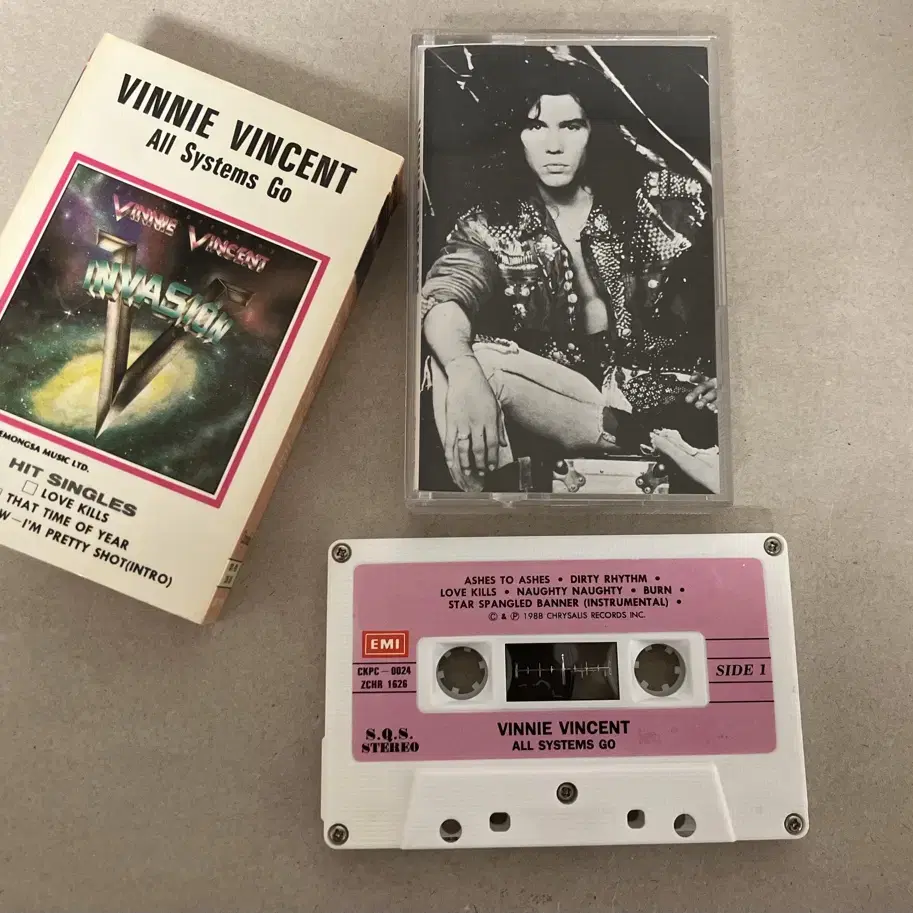 VINNIE VINCENT
All Systems Go
VINNIE VINCENT
INVASION
EMONGSA MUSIC LTD.
HIT SINGLES
LOVE KILLS
THAT TIME OF YEAR
W-I'M PRETTY SHOT(INTRO)
ASHES TO ASHES • DIRTY RHYTHM •
LOVE KILLS • NAUGHTY NAUGHTY • BURN •
STAR SPANGLED BANNER (INSTRUMENTAL) •
© & ℗ 1988 CHRYSALIS RECORDS INC.
EMI
CKPC-0024
ZCHR 1626
SIDE 1
S.Q.S.
STEREO
VINNIE VINCENT
ALL SYSTEMS GO